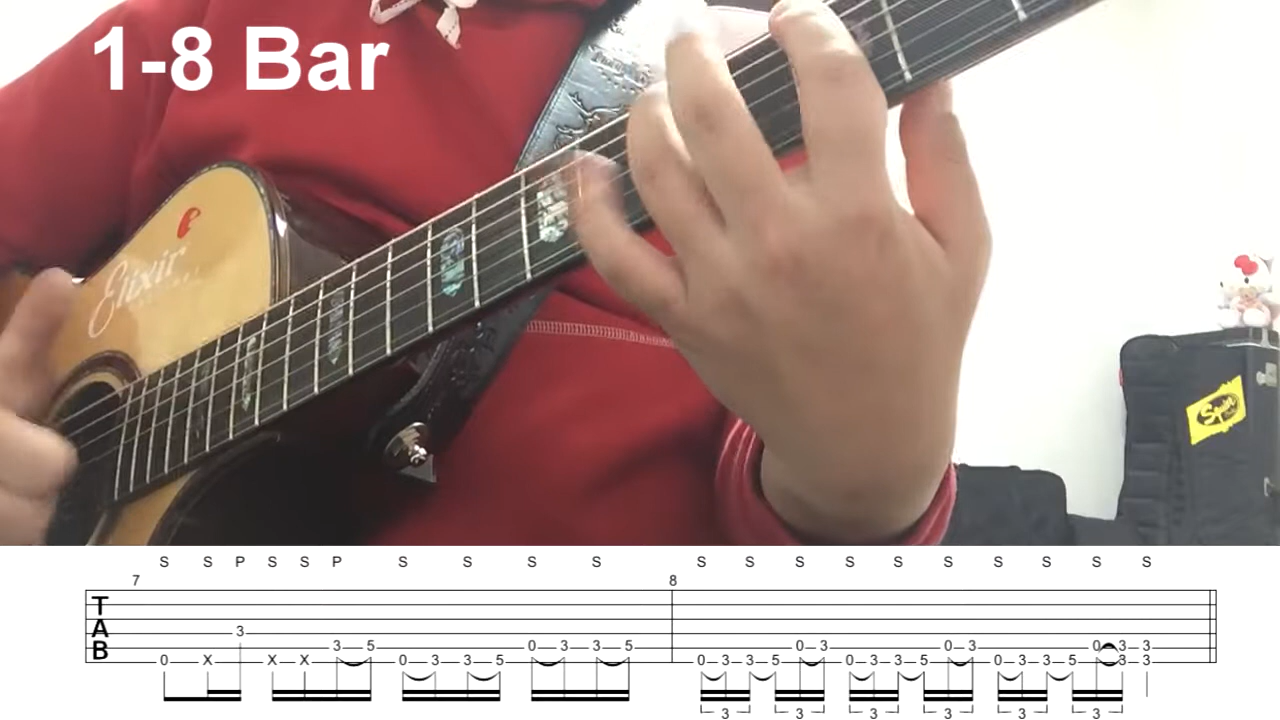 1-8 Bar
Elixir
Squier
S S P S S P S S S S S S S S S S S S S S
7 8
T
A
B
3
3 5 0 3 3 5 0 3 0 3 0 3 3
0 X X X 0 3 3 5 0 3 3 5 0 3 3 5 0 3 3 5 3 3
3 3 3 3 3 3